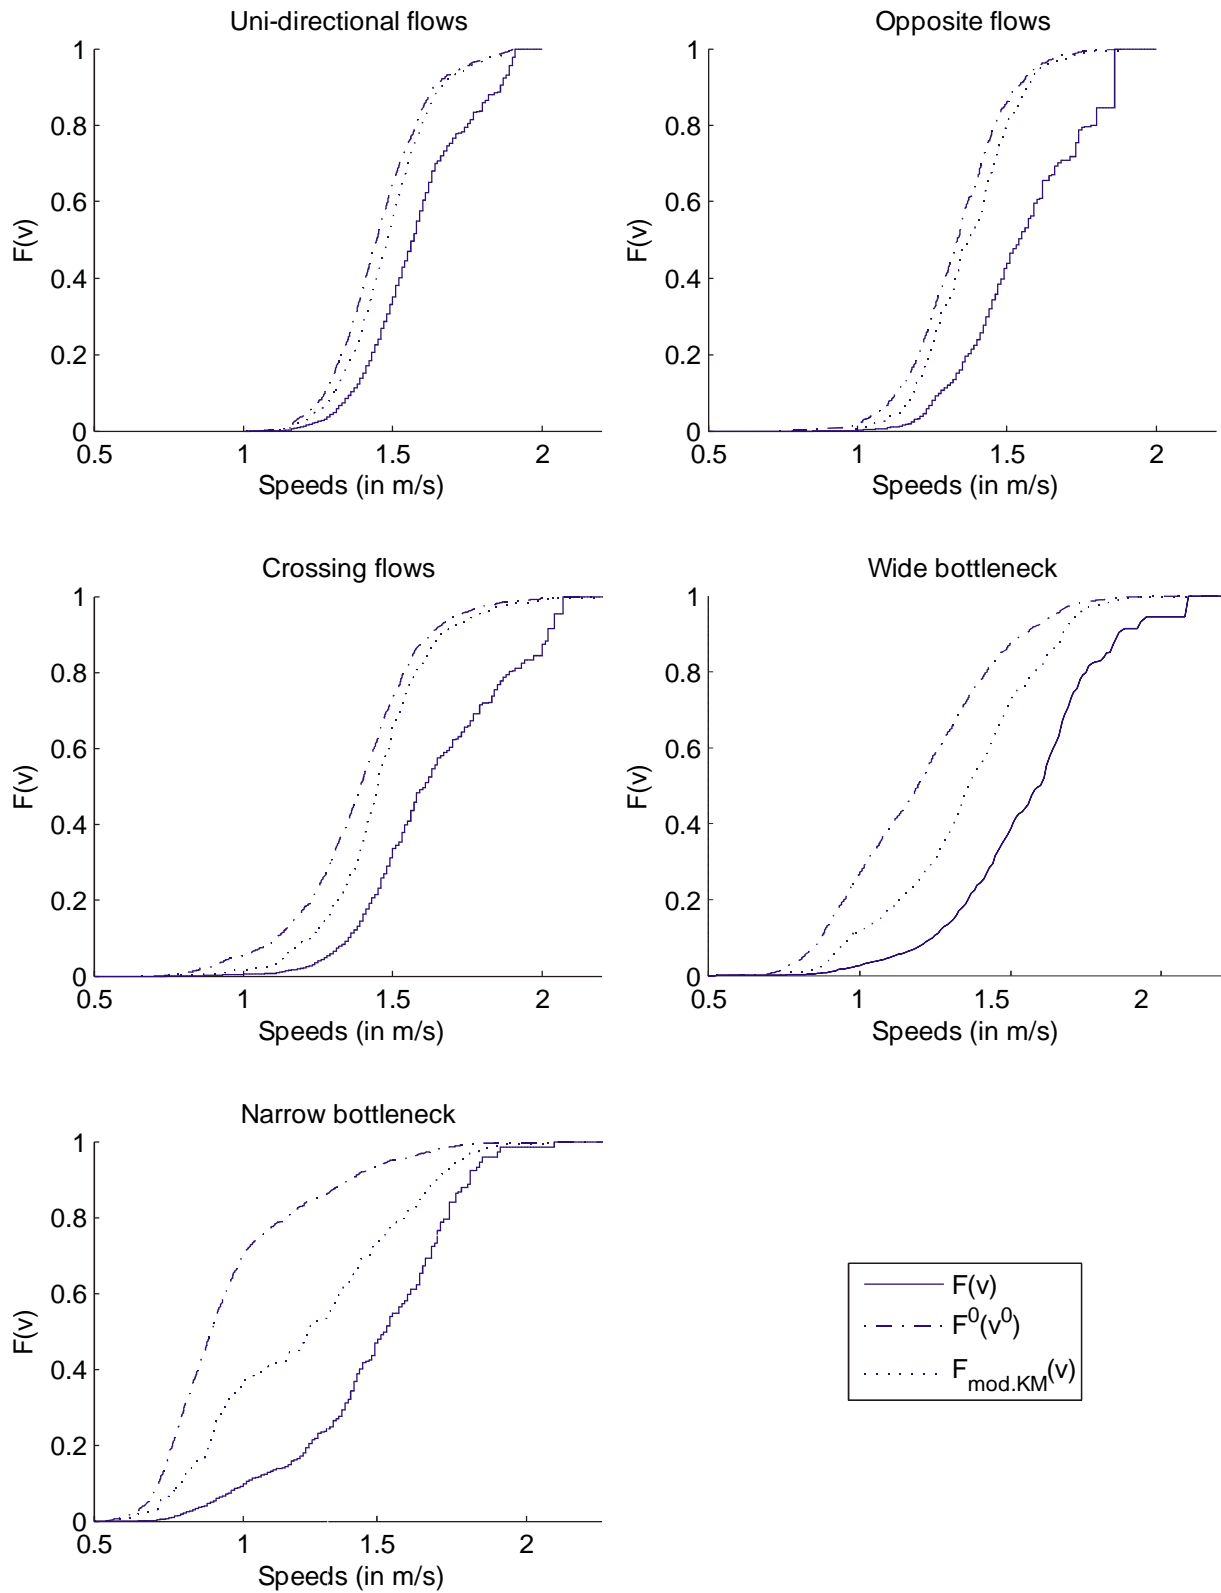 Uni-directional flows
1
0.8
0.6
0.4
0.2
0
F(v)
0.5 1 1.5 2
Speeds (in m/s)
Opposite flows
1
0.8
0.6
0.4
0.2
0
F(v)
0.5 1 1.5 2
Speeds (in m/s)
Crossing flows
1
0.8
0.6
0.4
0.2
0
F(v)
0.5 1 1.5 2
Speeds (in m/s)
Wide bottleneck
1
0.8
0.6
0.4
0.2
0
F(v)
0.5 1 1.5 2
Speeds (in m/s)
Narrow bottleneck
1
0.8
0.6
0.4
0.2
0
F(v)
0.5 1 1.5 2
Speeds (in m/s)
F(v)
F⁰(v⁰)
F_mod.KM(v)